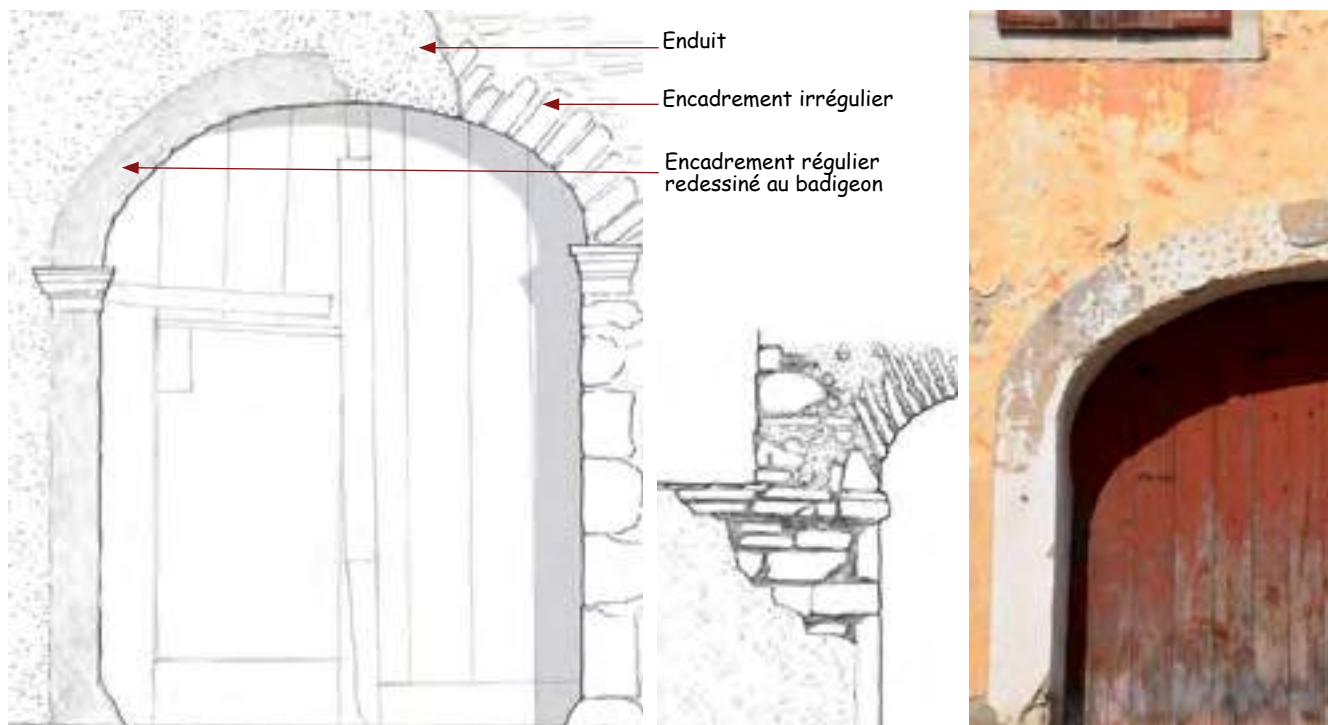 Enduit
Encadrement irrégulier
Encadrement régulier
redessiné au badigeon